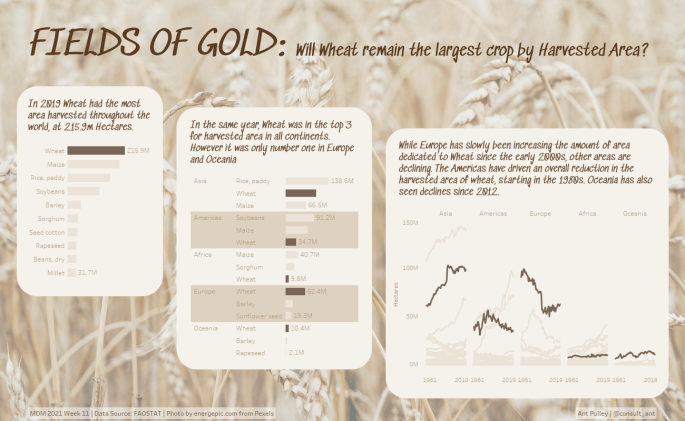 FIELDS OF GOLD: Will Wheat remain the largest crop by Harvested Area?
In 2019 Wheat had the most
area harvested throughout the
world, at 215.9m Hectares.
Wheat 215.9M
Maize
Rice, paddy
Soybeans
Barley
Sorghum
Seed cotton
Rapeseed
Beans, dry
Millet 31.7M
In the same year, Wheat was in the top 3
for harvested area in all continents.
However it was only number one in Europe
and Oceania
Asia Rice, paddy 138.6M
Wheat
Maize 66.5M
Americas Soybeans 91.2M
Maize
Wheat 34.7M
Africa Maize 40.7M
Sorghum
Wheat 9.8M
Europe Wheat 62.4M
Barley
Sunflower seed 19.3M
Oceania Wheat 10.4M
Barley
Rapeseed 2.1M
While Europe has slowly been increasing the amount of area
dedicated to Wheat since the early 2000s, other areas are
declining. The Americas have driven an overall reduction in the
harvested area of wheat, starting in the 1980s. Oceania has also
seen declines since 2012.
Asia Americas Europe Africa Oceania
150M
100M
Hectares
50M
0M
1961 2019 1961 2019 1961 2019 1961 2019 1961 2019
MOM 2021 Week 11 | Data Source: FAOSTAT | Photo by energepic.com from Pexels
Ant Pulley | @consult_ant